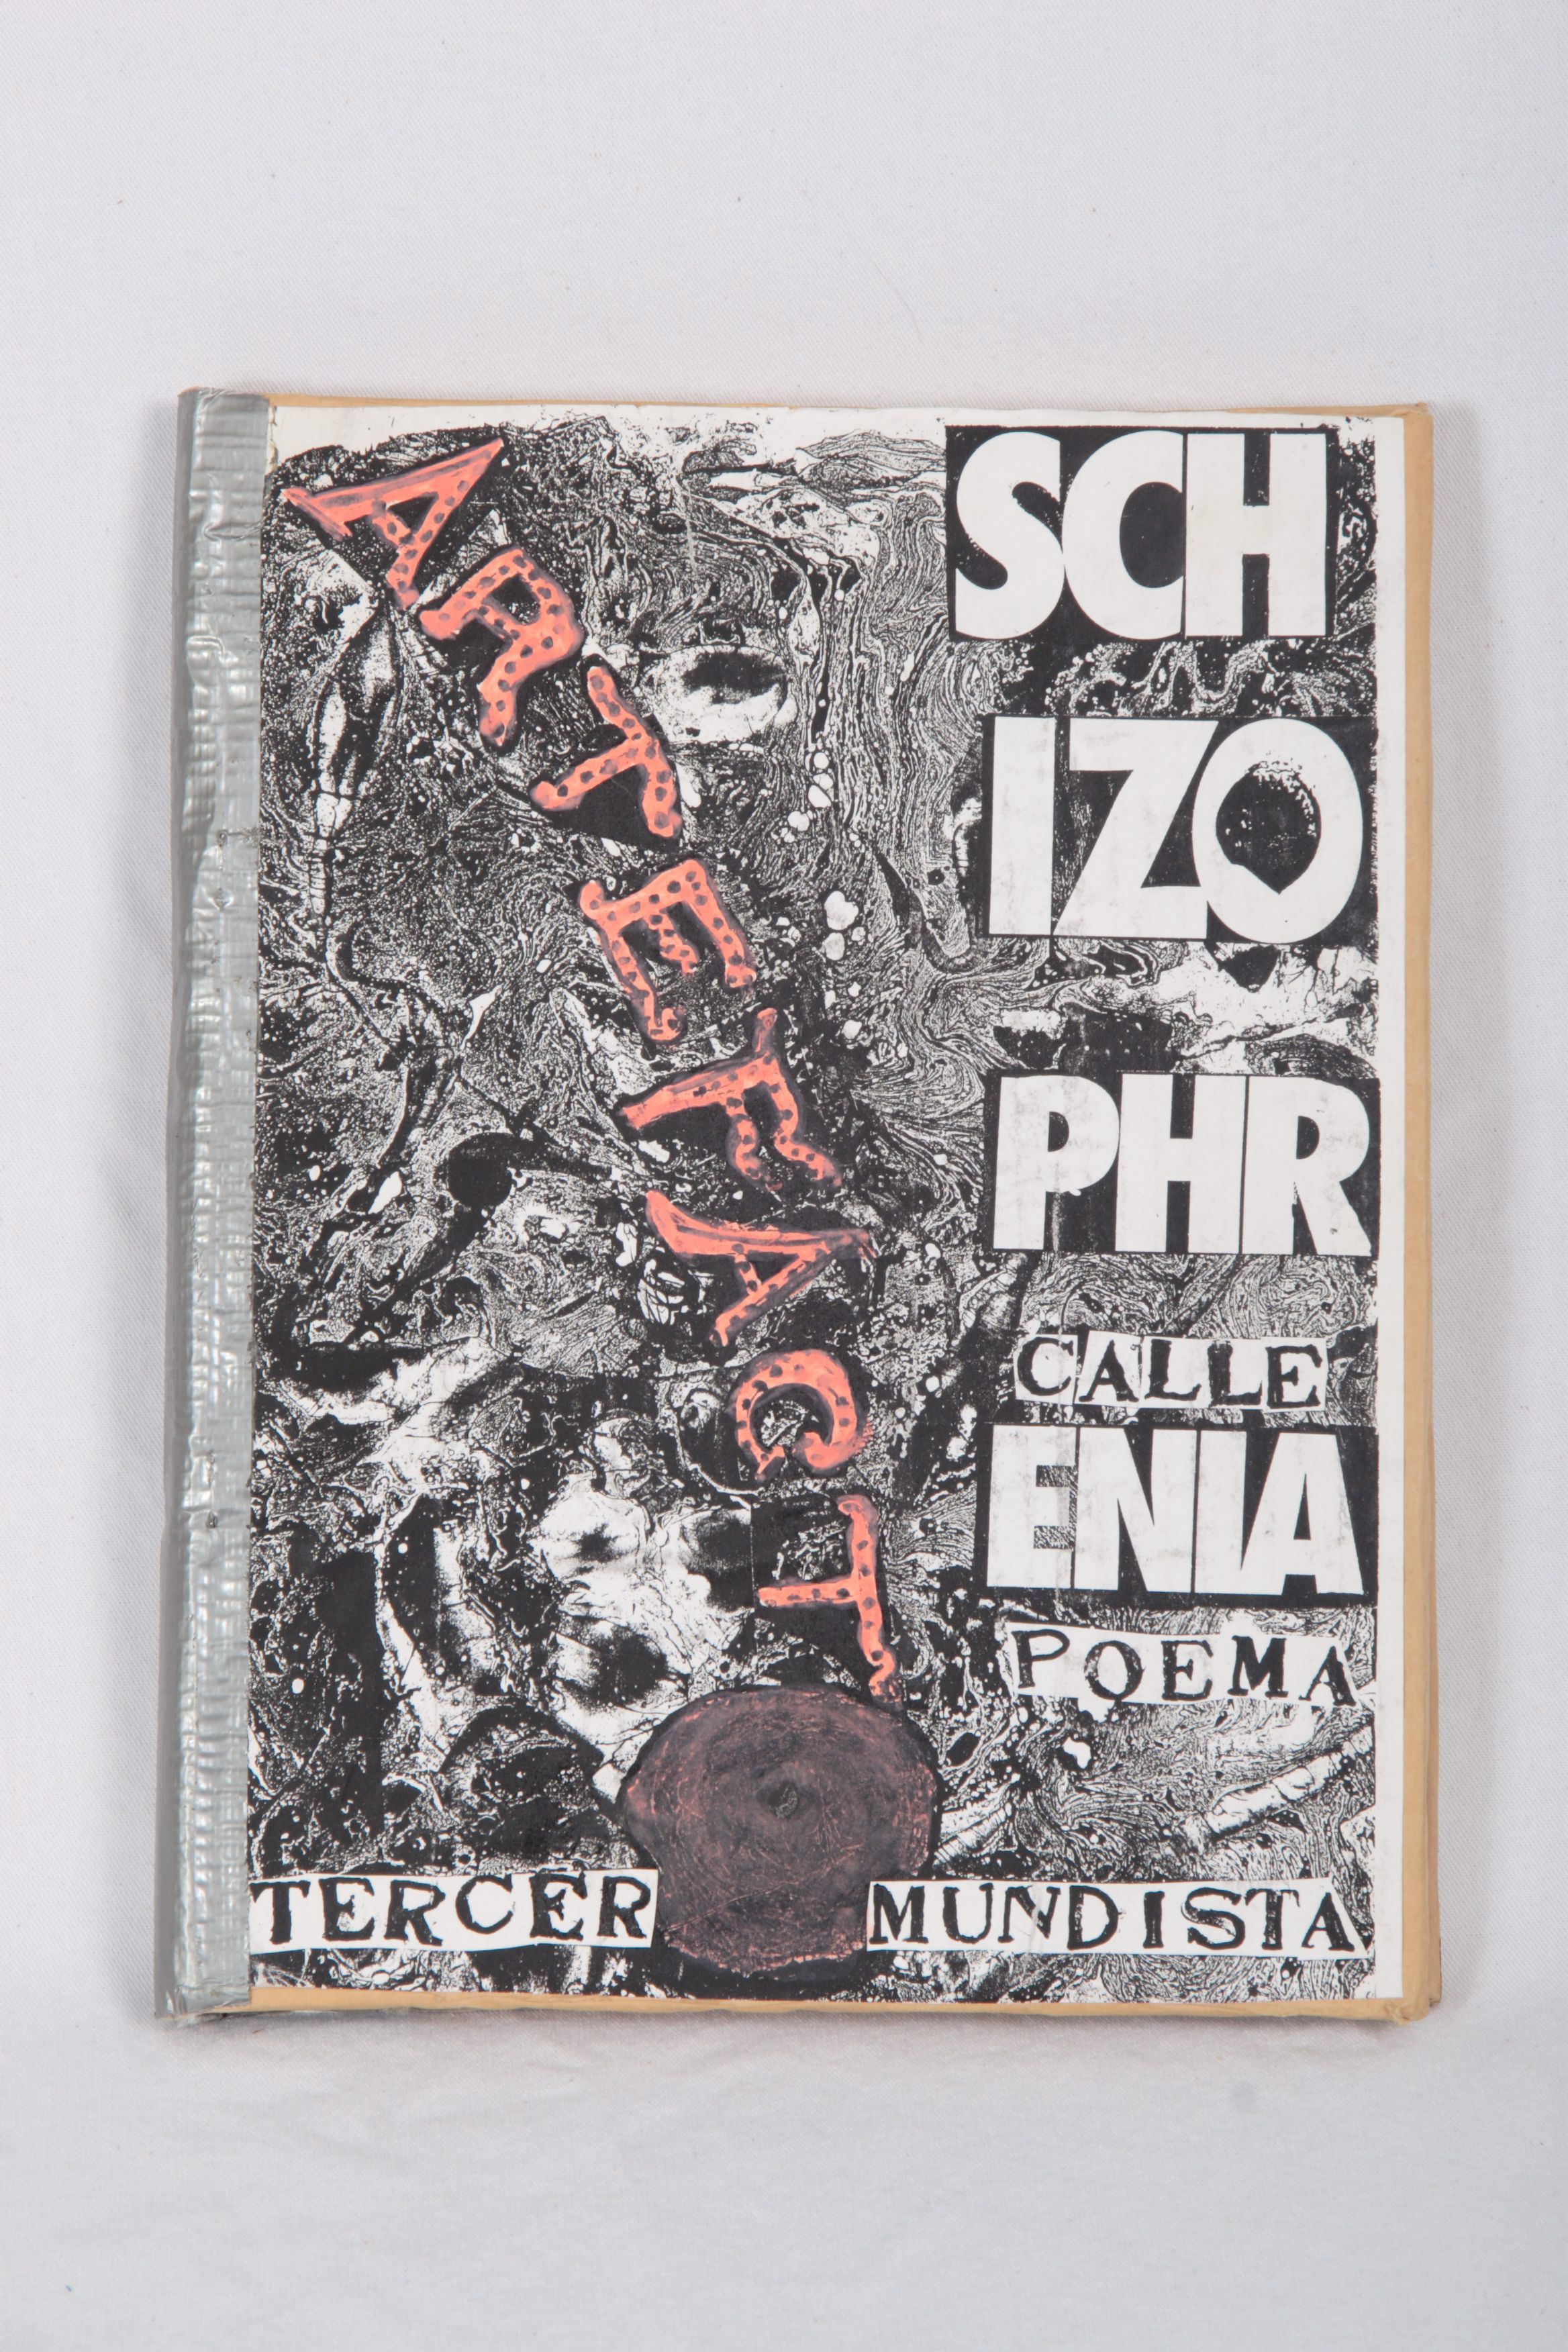 ARTEFACT
SCH
IZO
PHR
CALLE
ENIA
POEMA
TERCER MUNDISTA